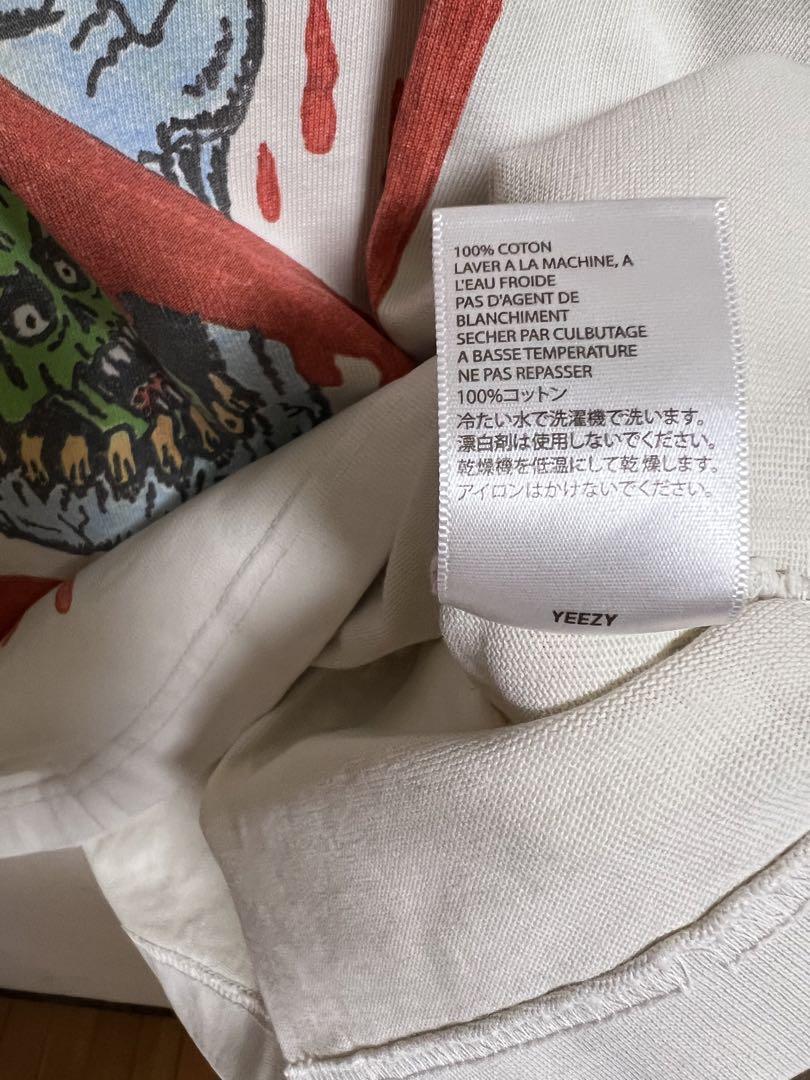 100% COTON
LAVER A LA MACHINE, A
L'EAU FROIDE
PAS D'AGENT DE
BLANCHIMENT
SECHER PAR CULBUTAGE
A BASSE TEMPERATURE
NE PAS REPASSER
100%コットン
冷たい水で洗濯機で洗います。
漂白剤は使用しないでください。
乾燥機を低温にして乾燥します。
アイロンはかけないでください。
YEEZY